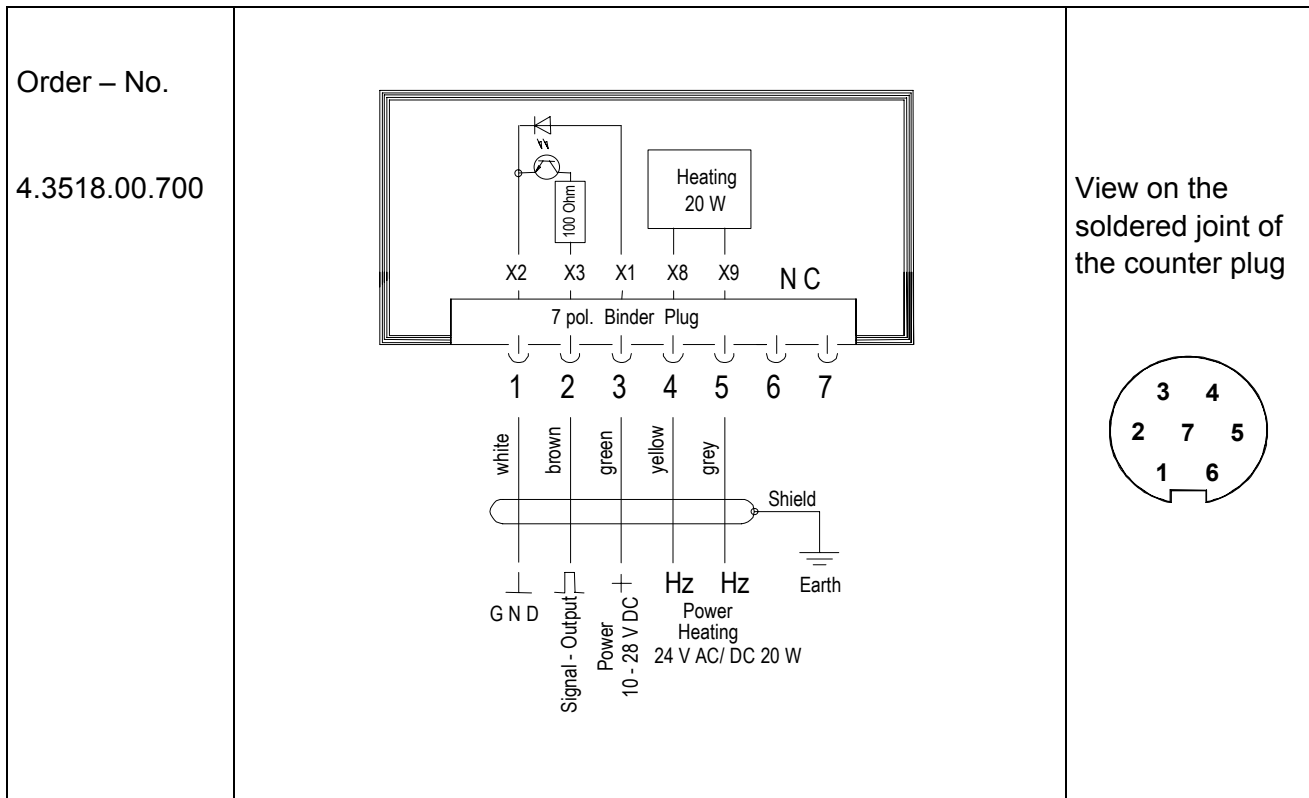 Order – No.
4.3518.00.700
100 Ohm
Heating
20 W
X2 X3 X1 X8 X9 N C
7 pol. Binder Plug
1 2 3 4 5 6 7
white brown green yellow grey
Shield
Earth
G N D
Signal - Output
Power
10 - 28 V DC
Hz Hz
Power
Heating
24 V AC/ DC 20 W
View on the
soldered joint of
the counter plug
3 4
2 7 5
1 6